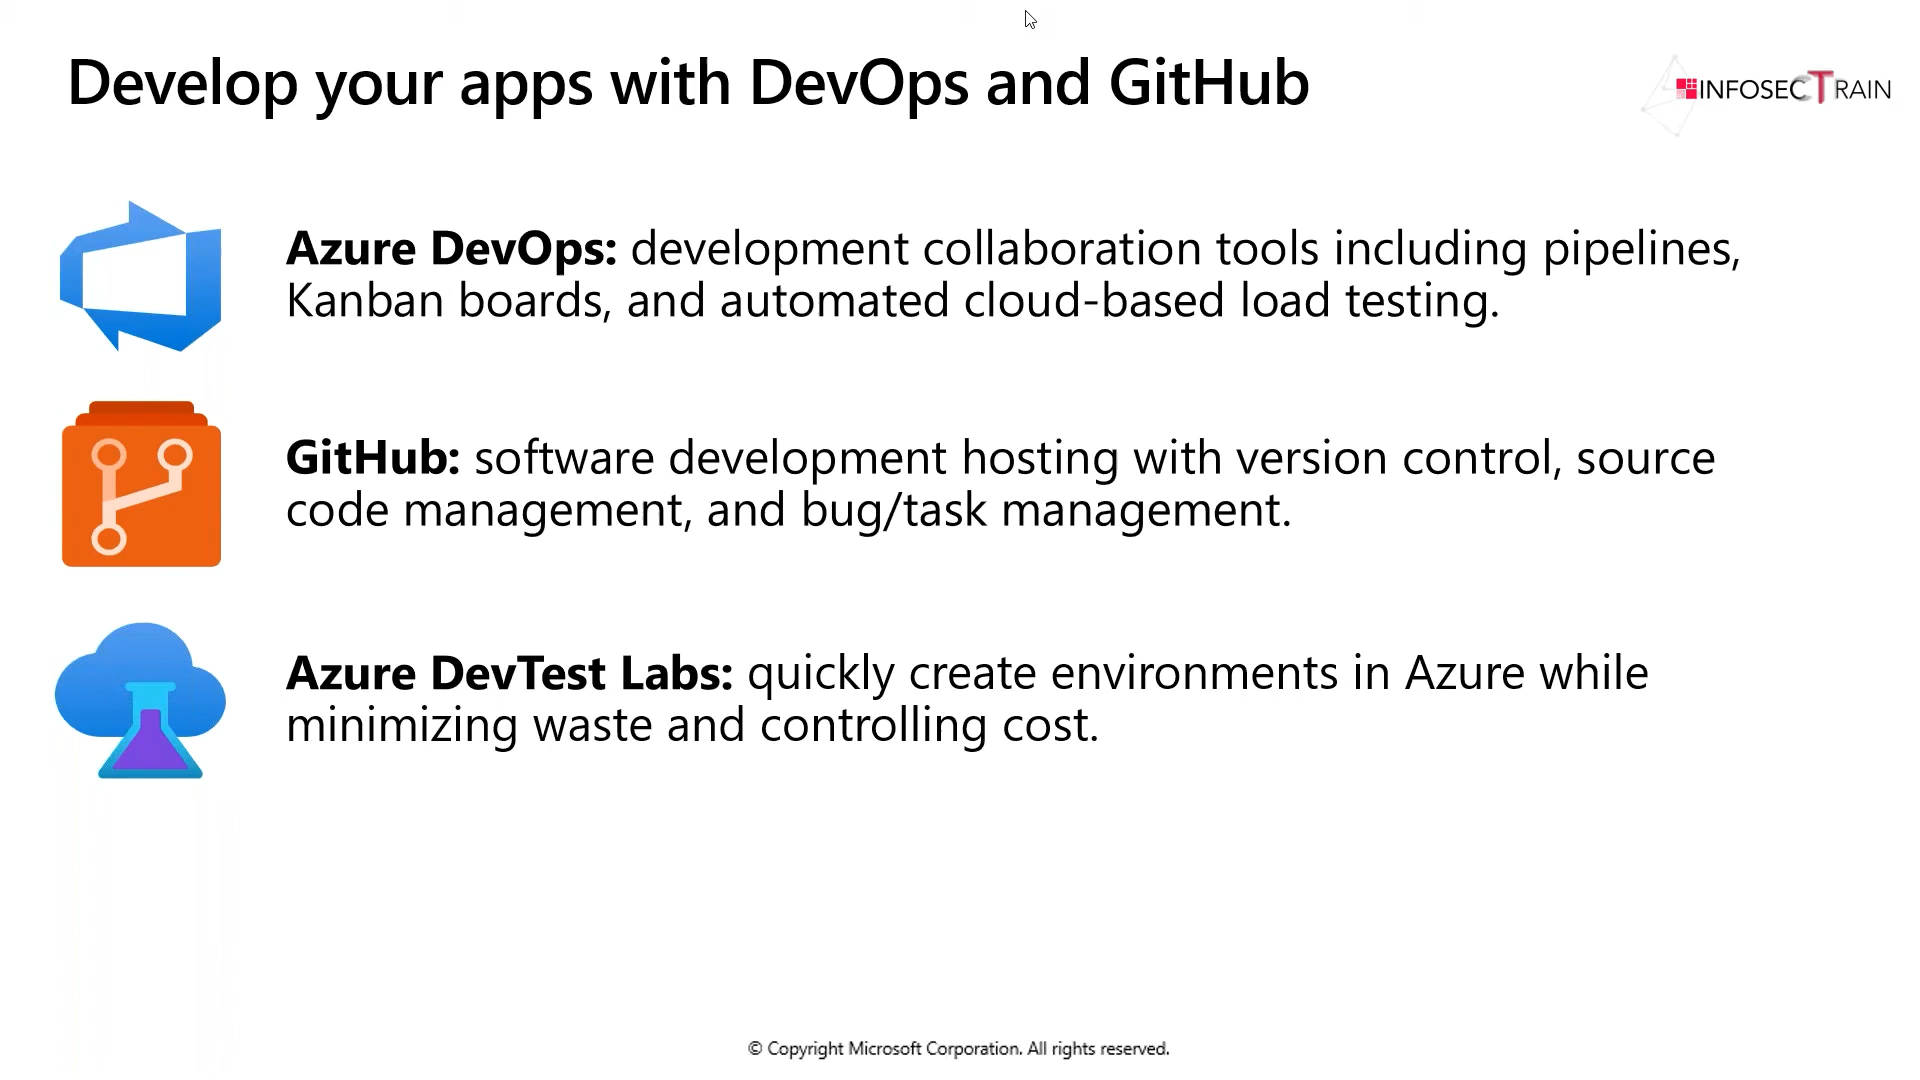 Develop your apps with DevOps and GitHub
INFOSECTRAIN
Azure DevOps: development collaboration tools including pipelines,
Kanban boards, and automated cloud-based load testing.
GitHub: software development hosting with version control, source
code management, and bug/task management.
Azure DevTest Labs: quickly create environments in Azure while
minimizing waste and controlling cost.
© Copyright Microsoft Corporation. All rights reserved.